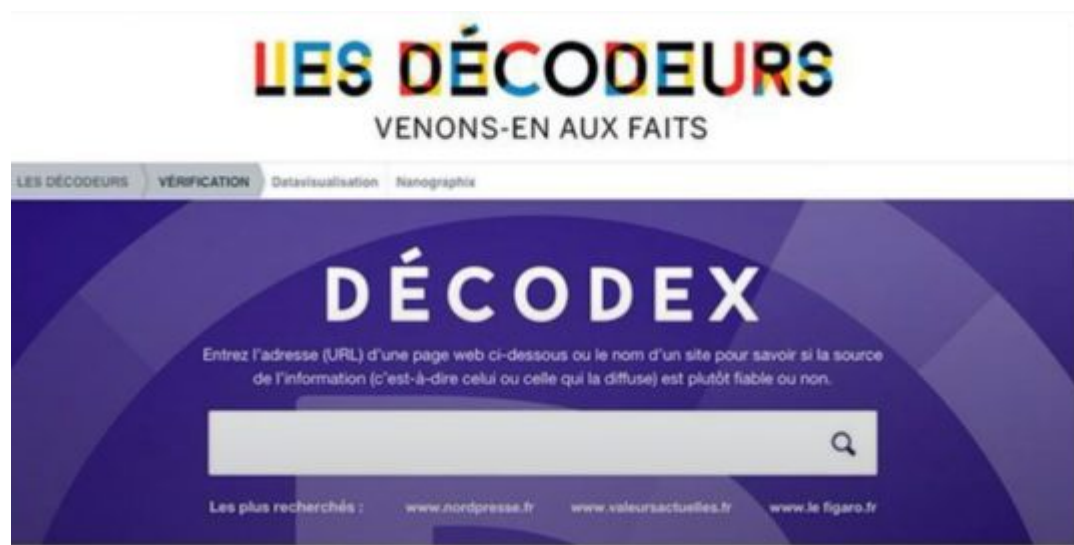 LES DÉCODEURS
VENONS-EN AUX FAITS
LES DÉCODEURS VÉRIFICATION Datavisualisation Nanographix
DÉCODEX
Entrez l'adresse (URL) d'une page web ci-dessous ou le nom d'un site pour savoir si la source
de l'information (c'est-à-dire celui ou celle qui la diffuse) est plutôt fiable ou non.
Les plus recherchés : www.nordpresse.fr www.valeursactuelles.fr www.le figaro.fr